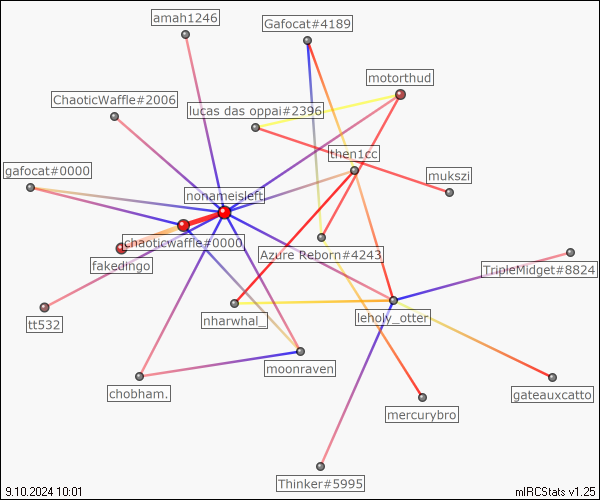 amah1246
Gafocat#4189
motorthud
ChaoticWaffle#2006
lucas das oppai#2396
then1cc
gafocat#0000
mukszi
nonameisleft
chaoticwaffle#0000
Azure Reborn#4243
fakedingo
TripleMidget#8824
tt532
nharwhal_
leholy_otter
moonraven
chobham.
gateauxcatto
mercurybro
Thinker#5995
9.10.2024 10:01
mIRCStats v1.25